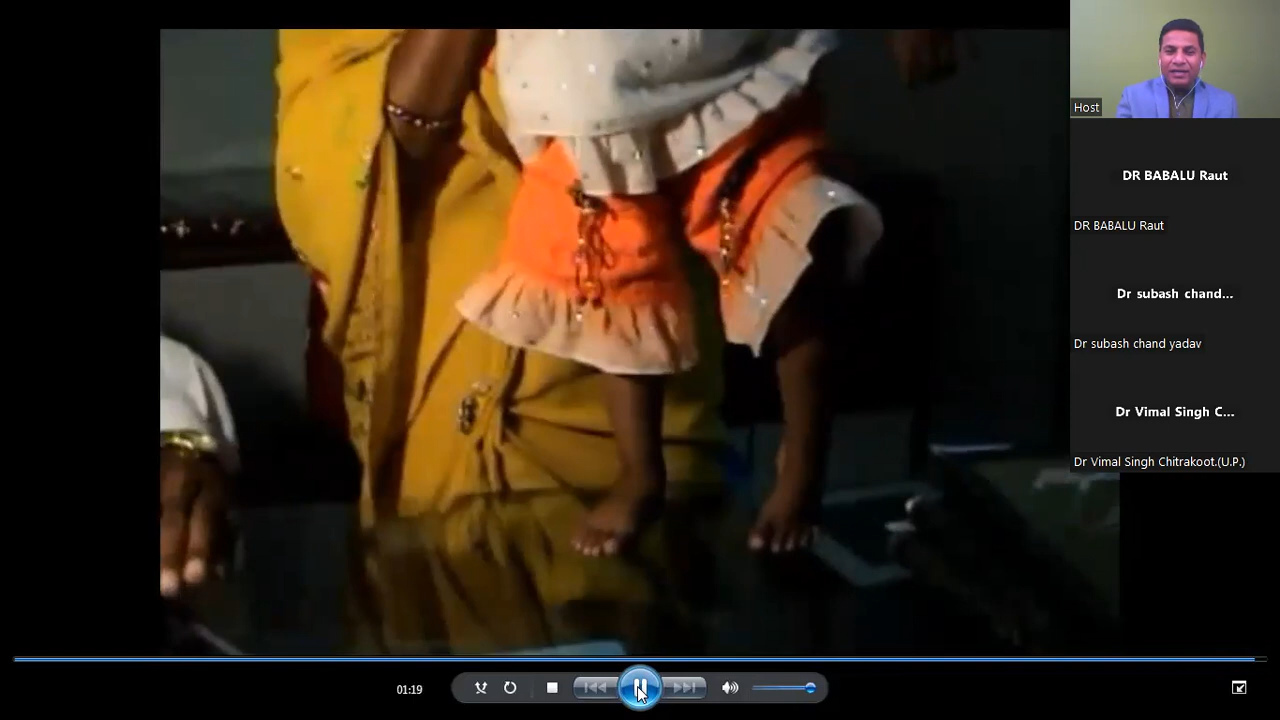 Host
DR BABALU Raut
DR BABALU Raut
Dr subash chand...
Dr subash chand yadav
Dr Vimal Singh C...
Dr Vimal Singh Chitrakoot.(U.P.)
01:19